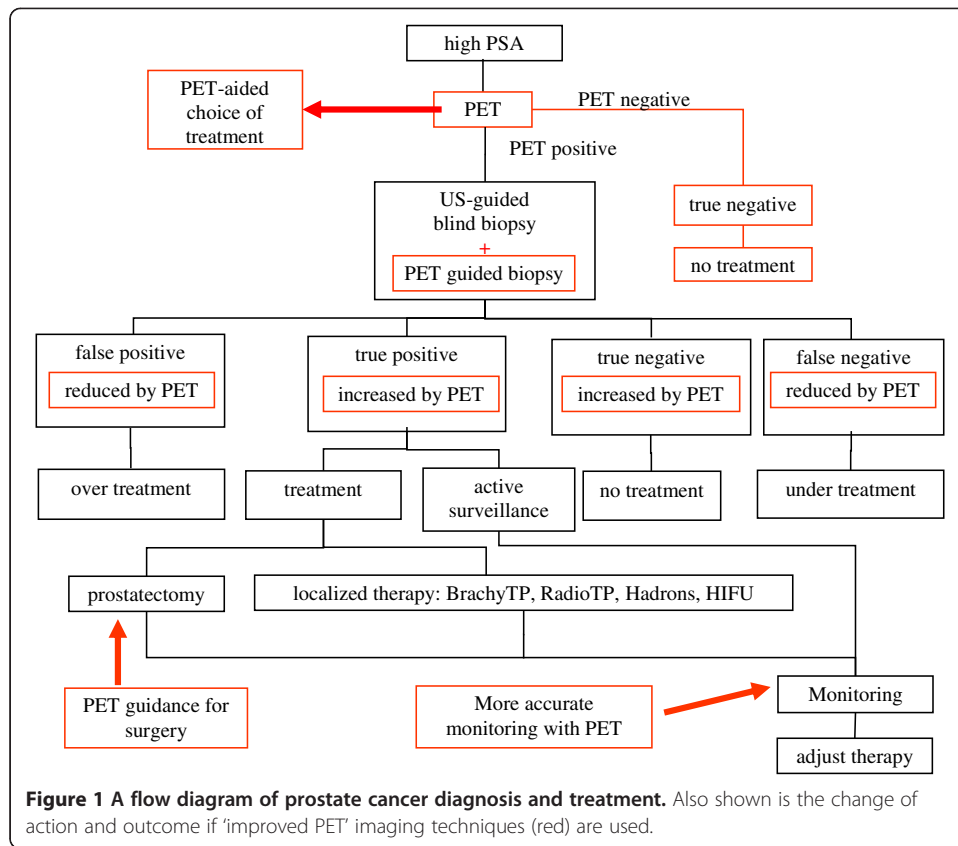 high PSA
PET-aided
choice of
treatment
PET
PET negative
PET positive
US-guided
blind biopsy
+
PET guided biopsy
true negative
no treatment
false positive
reduced by PET
true positive
increased by PET
true negative
increased by PET
false negative
reduced by PET
over treatment
treatment
active
surveillance
no treatment
under treatment
prostatectomy
localized therapy: BrachyTP, RadioTP, Hadrons, HIFU
PET guidance for
surgery
More accurate
monitoring with PET
Monitoring
adjust therapy
Figure 1 A flow diagram of prostate cancer diagnosis and treatment. Also shown is the change of
action and outcome if ‘improved PET’ imaging techniques (red) are used.